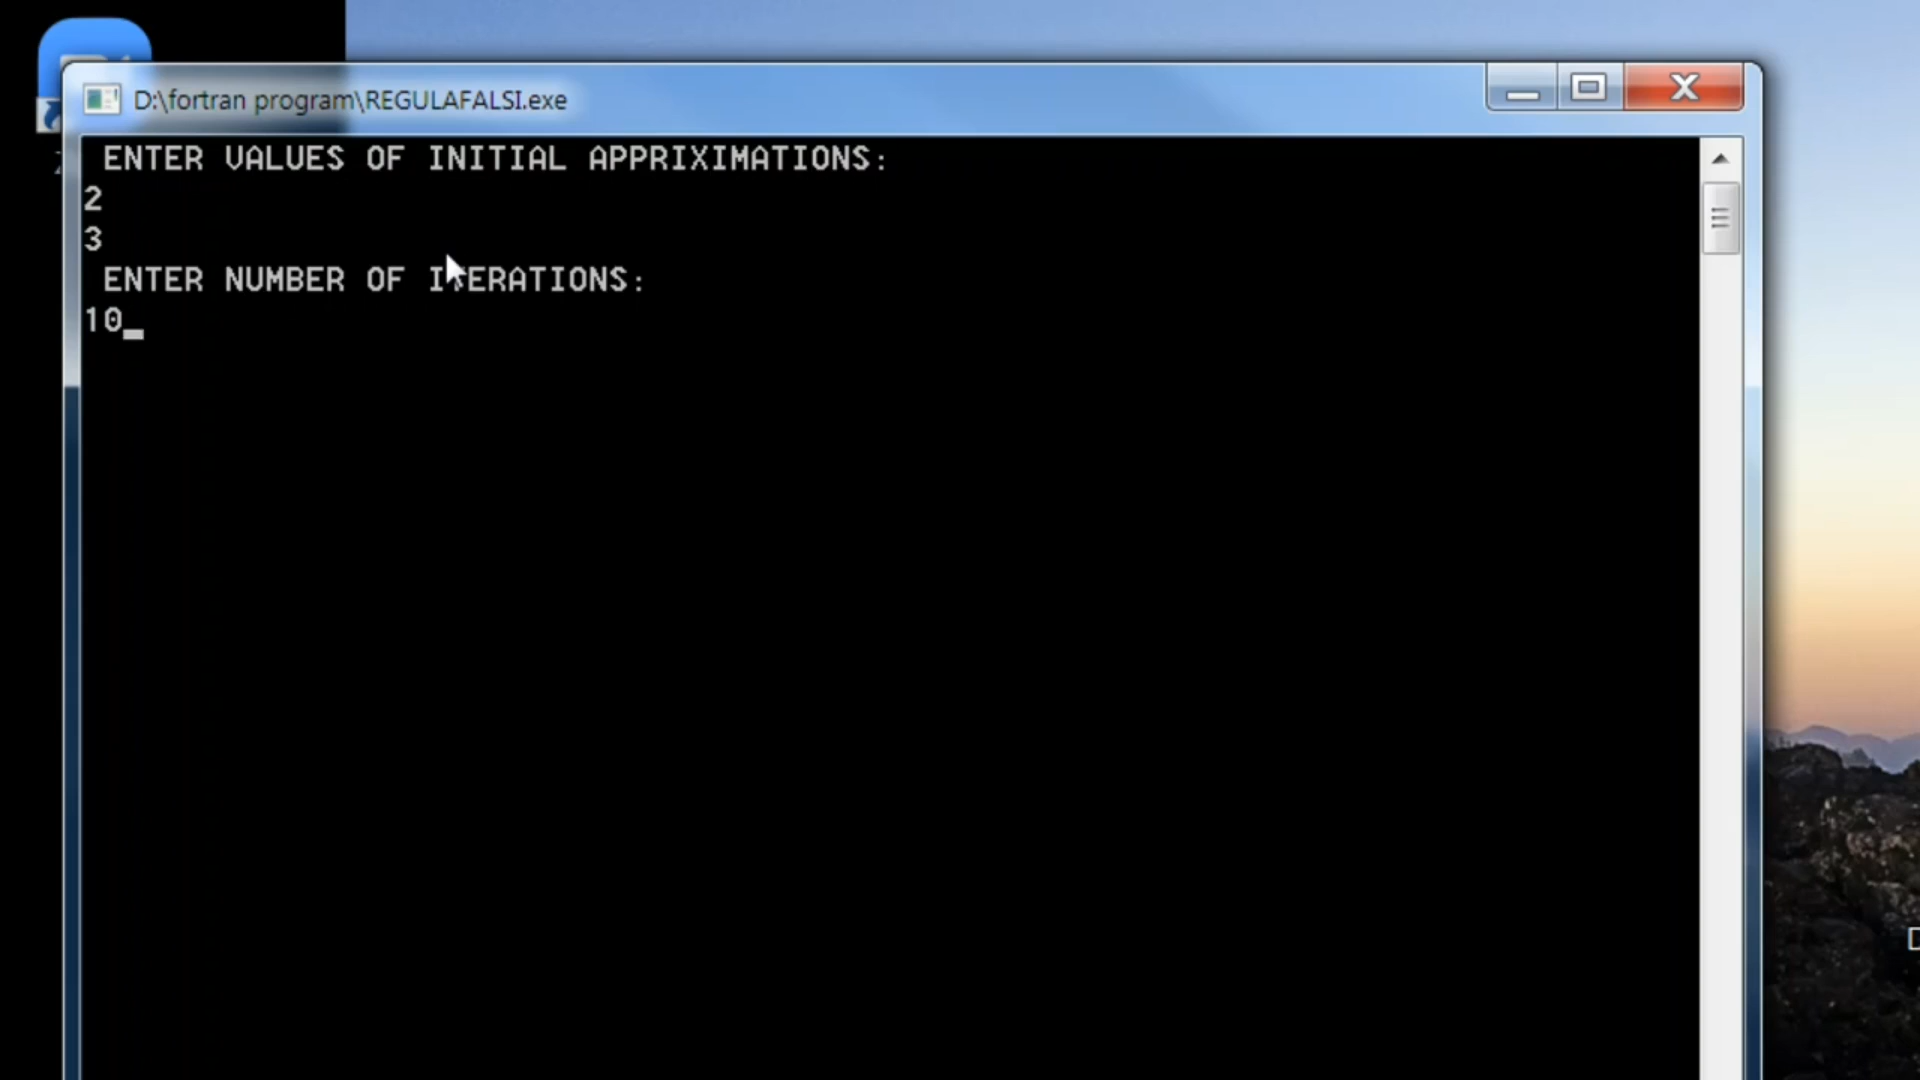 D:\fortran program\REGULAFALSI.exe
ENTER VALUES OF INITIAL APPRIXIMATIONS:
2
3
ENTER NUMBER OF ITERATIONS:
10